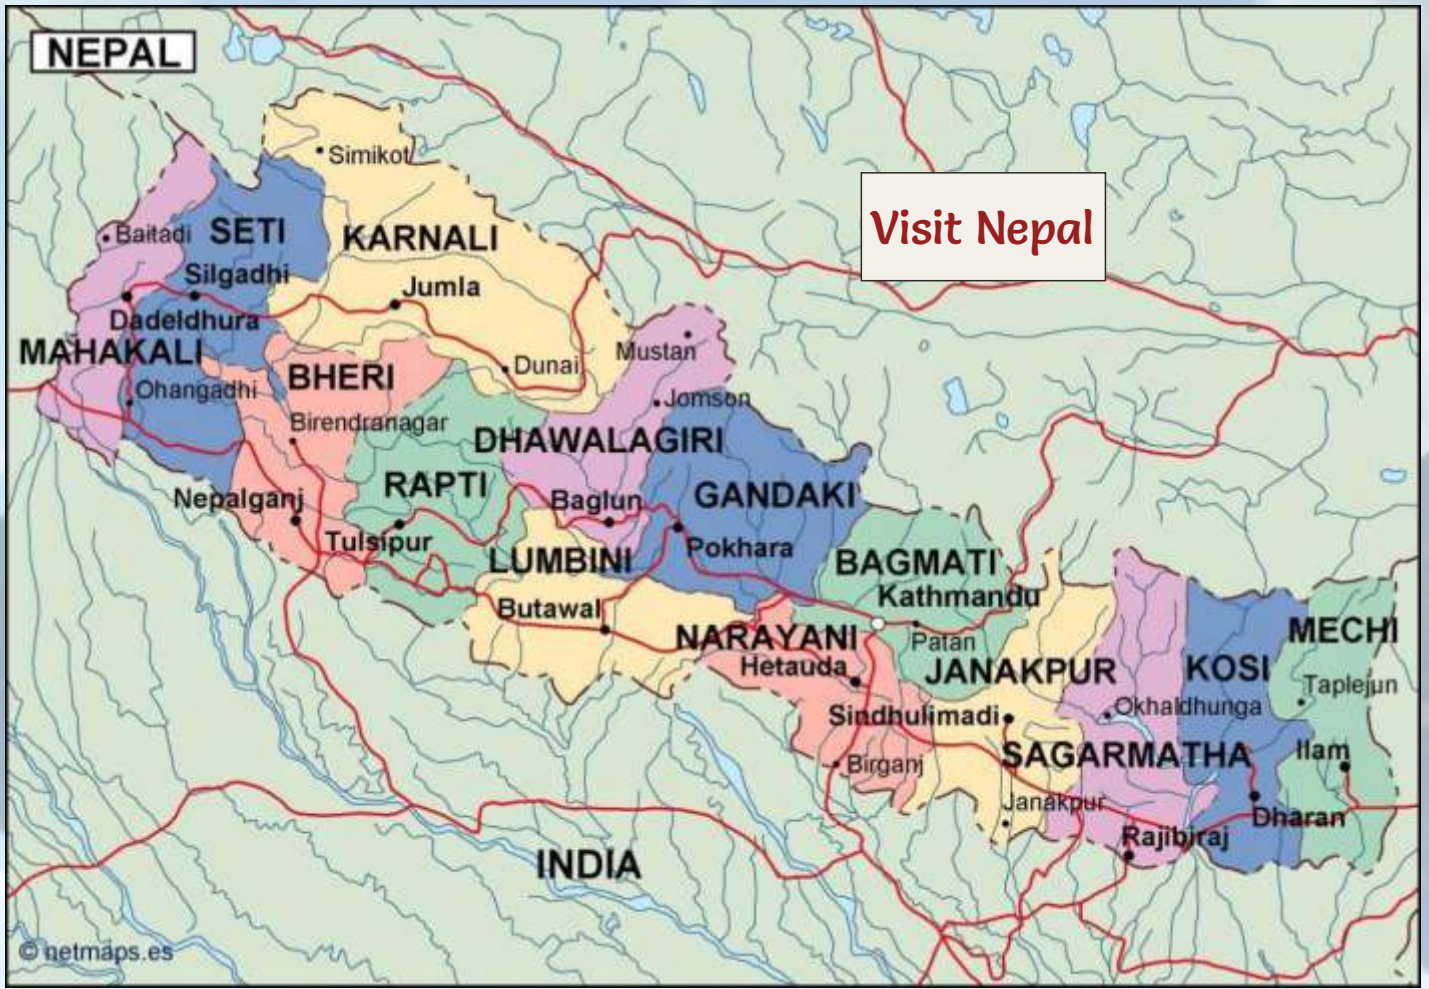 NEPAL
Simikot
Visit Nepal
Baitadi
SETI
KARNALI
Silgadhi
Jumla
Dadeldhura
MAHAKALI
Mustan
Dunai
BHERI
Ohangadhi
Jomson
Birendranagar
DHAWALAGIRI
RAPTI
GANDAKI
Nepalganj
Baglun
Tulsipur
Pokhara
LUMBINI
BAGMATI
Kathmandu
Butawal
NARAYANI
Patan
MECHI
Hetauda
JANAKPUR
KOSI
Taplejun
Okhaldhunga
Sindhulimadi
SAGARMATHA
Ilam
Birganj
Janakpur
Dharan
Rajibiraj
INDIA
© netmaps.es